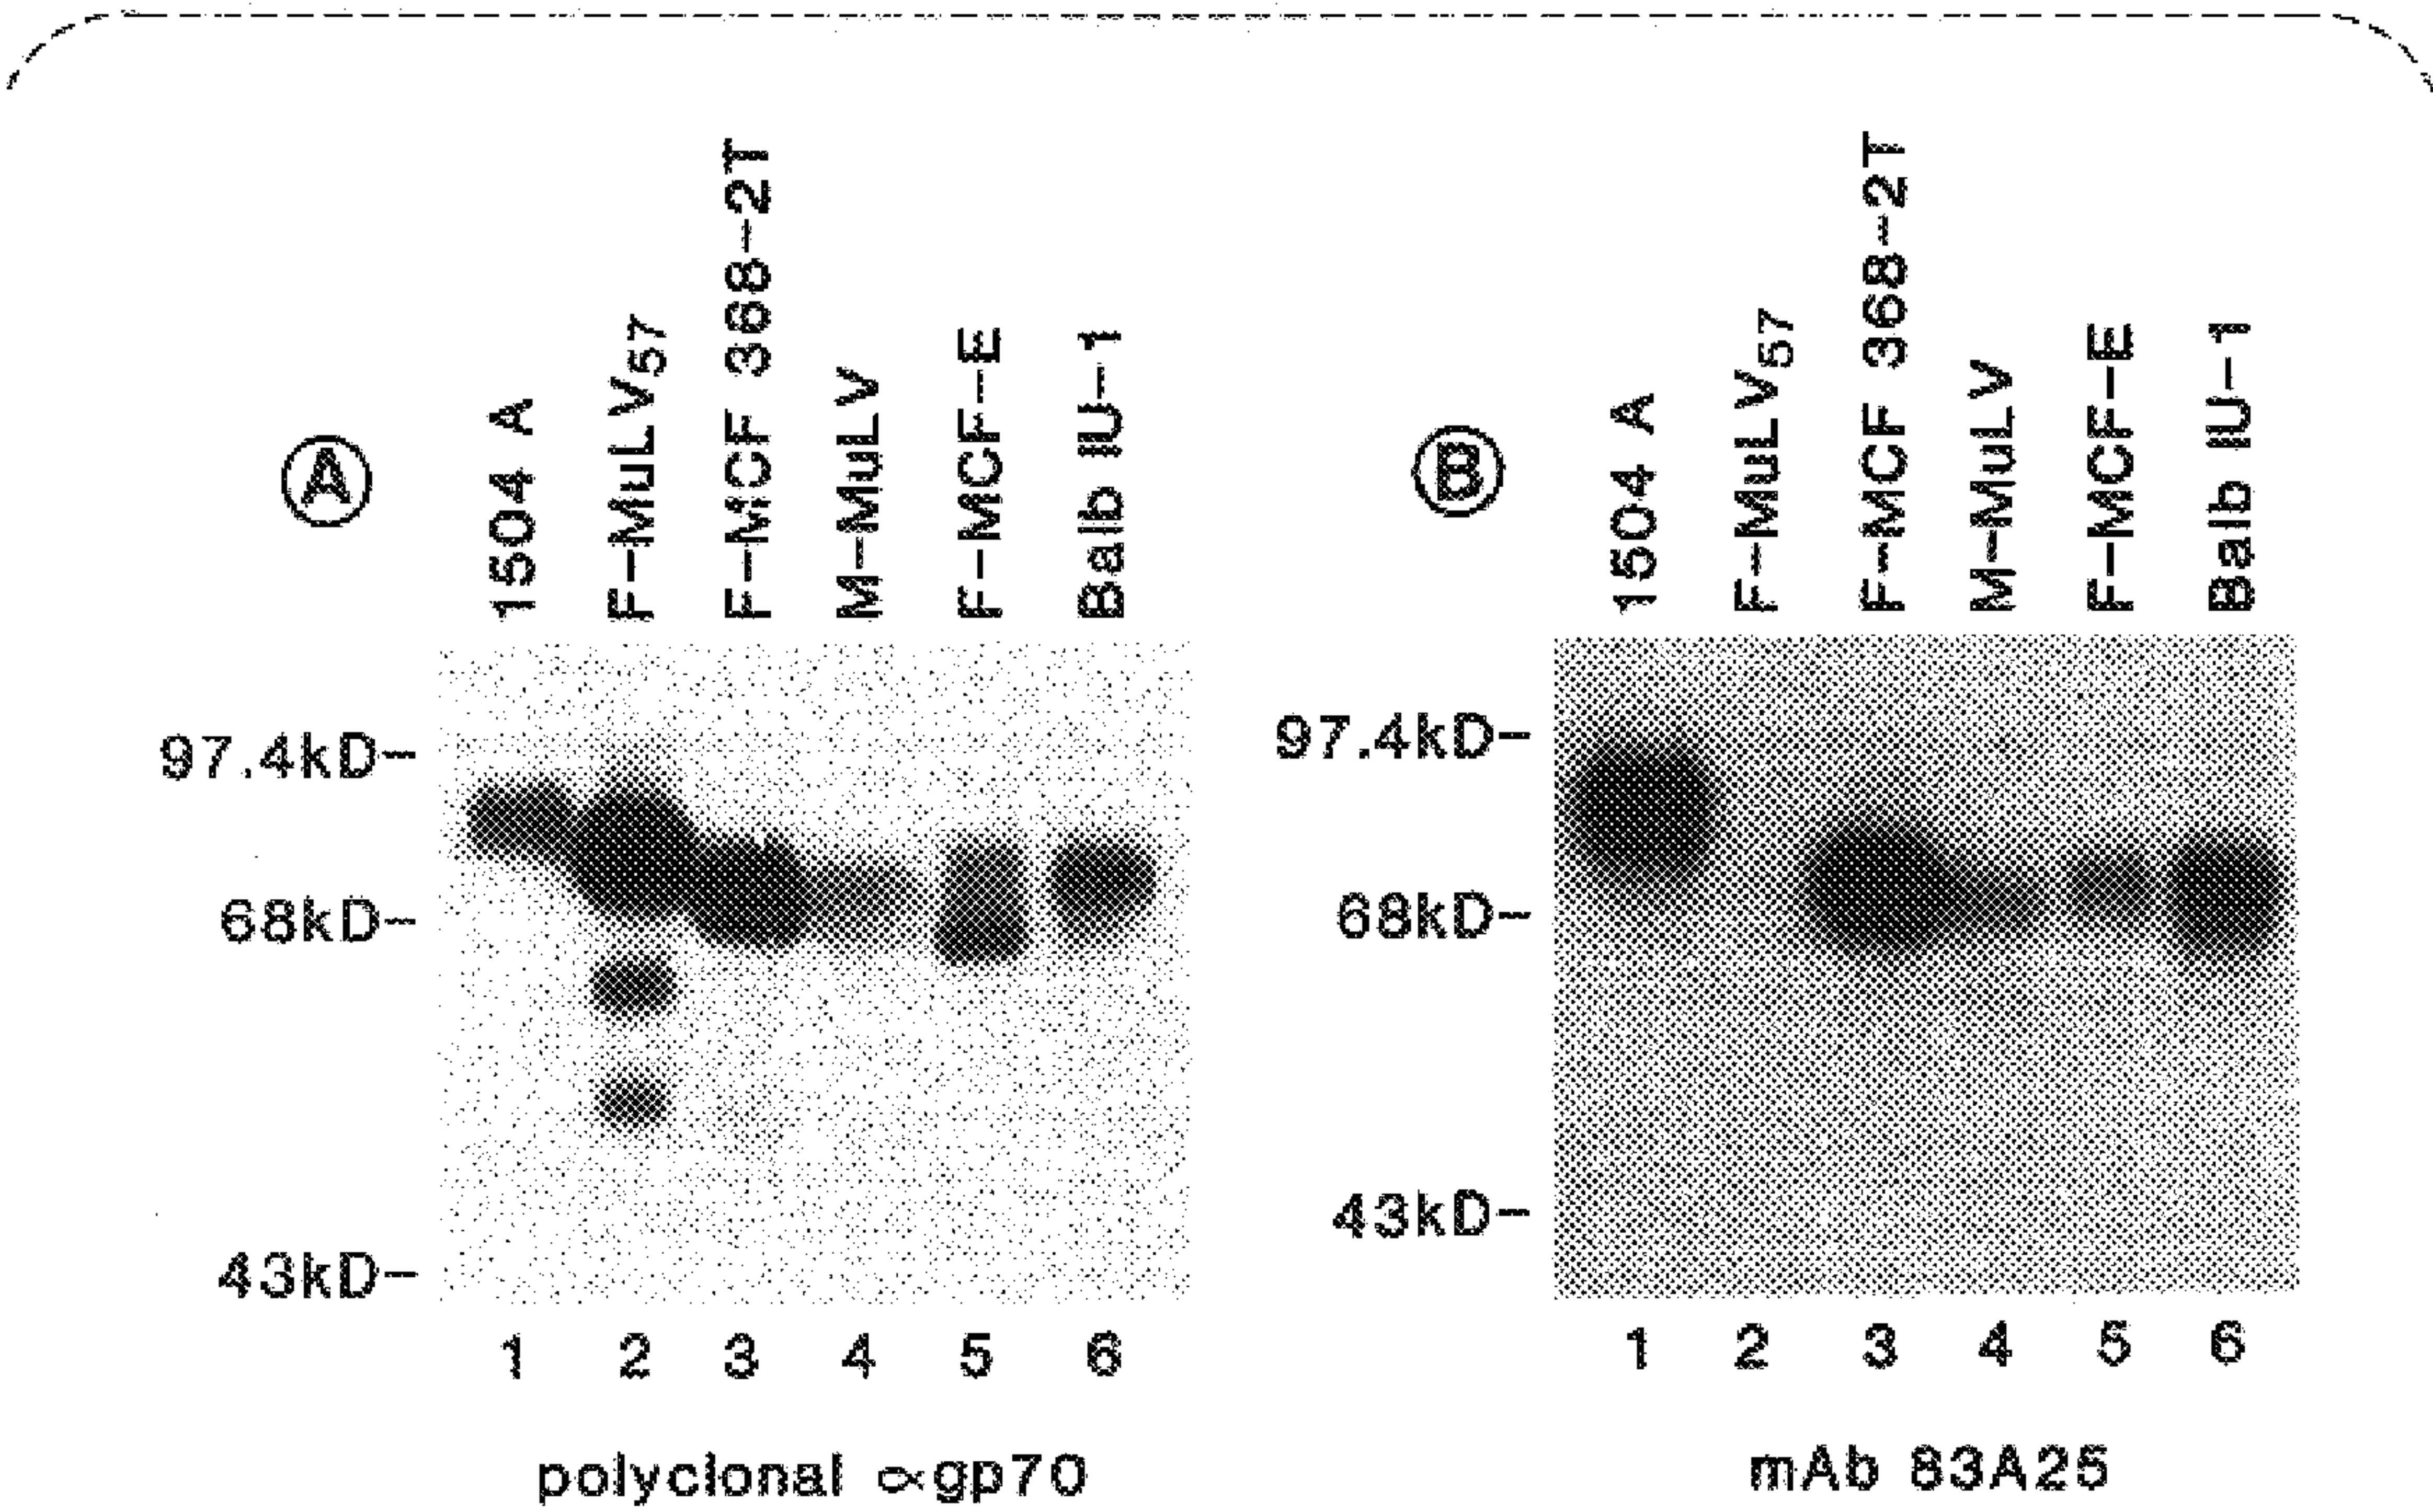 A
1504 A
F-MuLV57
F-MCF 368-2T
M-MuLV
F-MCF-E
Balb IU-1
97.4kD-
68kD-
43kD-
1 2 3 4 5 6
polyclonal ∝gp70
B
1504 A
F-MuLV57
F-MCF 368-2T
M-MuLV
F-MCF-E
Balb IU-1
97.4kD-
68kD-
43kD-
1 2 3 4 5 6
mAb 83A25